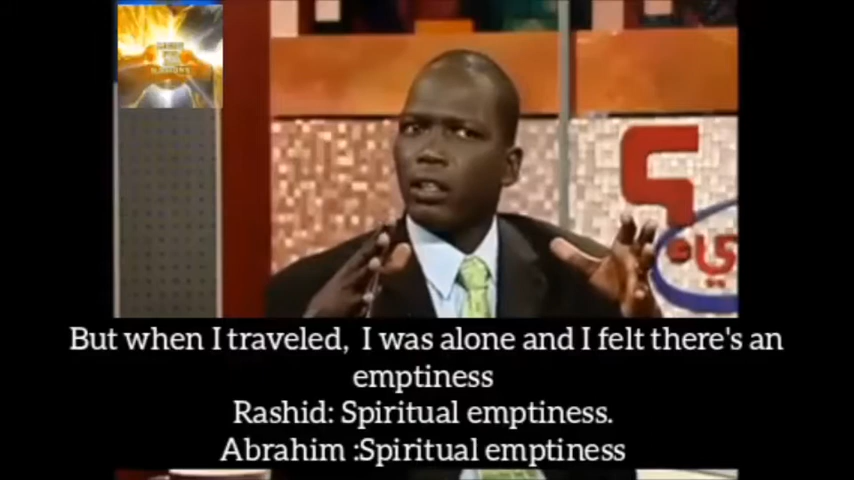 But when I traveled,  I was alone and I felt there's an
emptiness
Rashid: Spiritual emptiness.
Abrahim :Spiritual emptiness